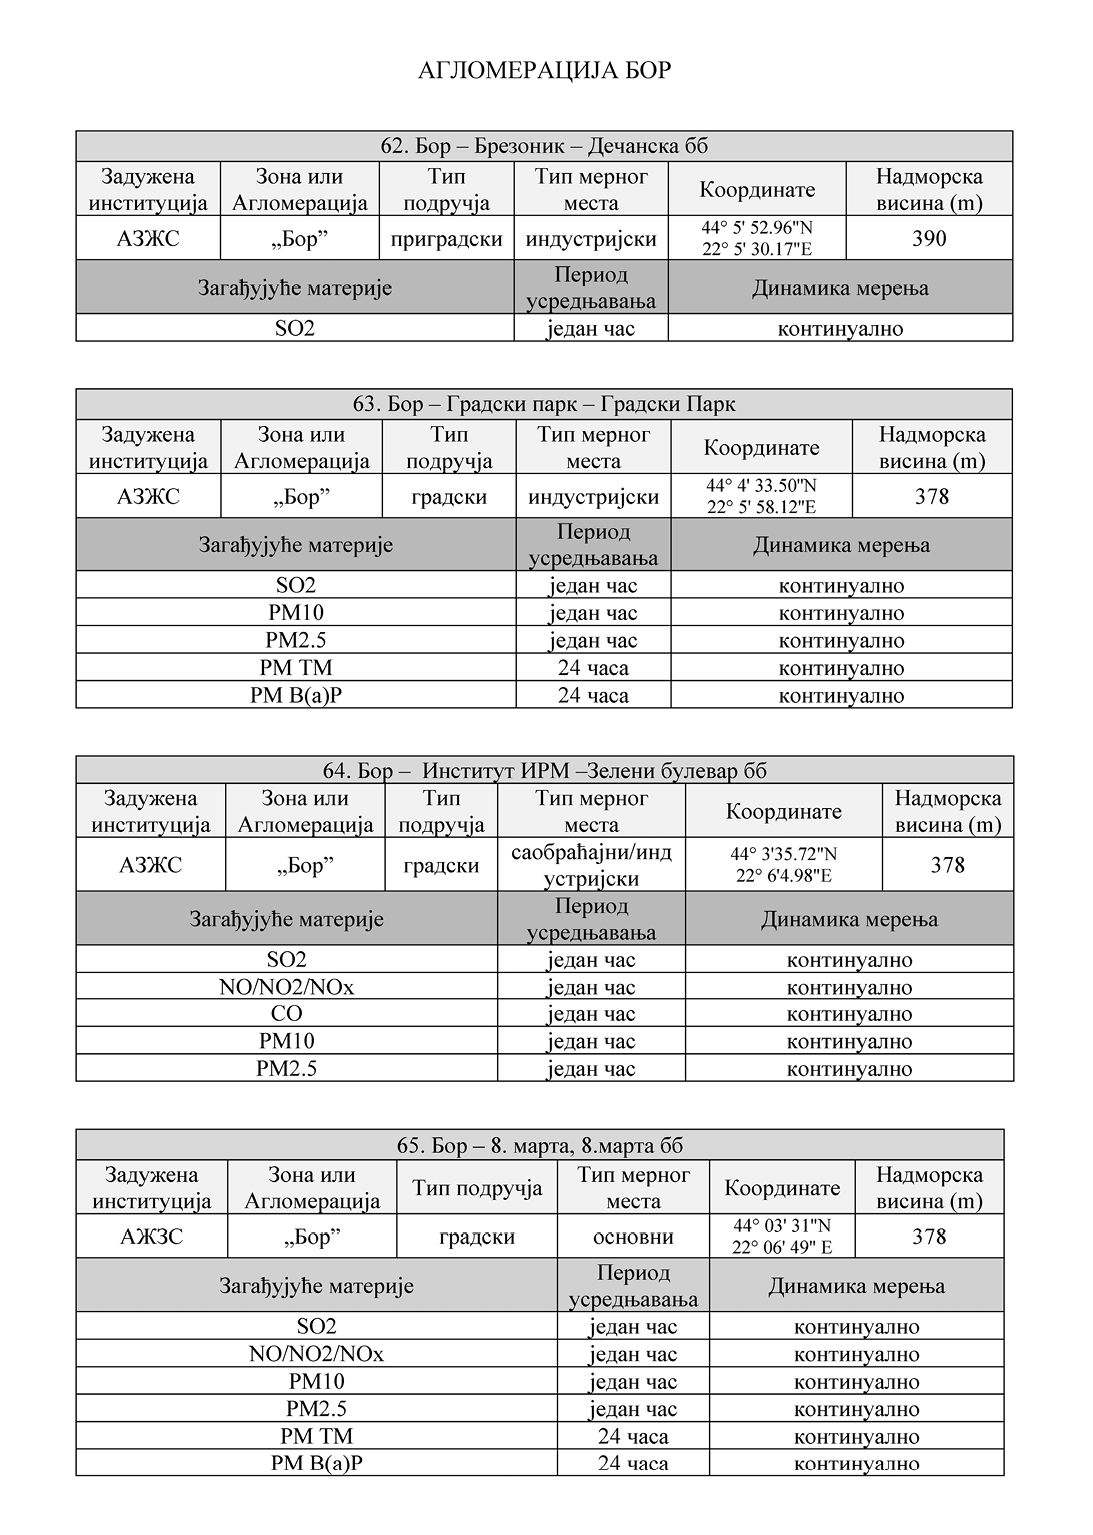 АГЛОМЕРАЦИЈА БОР
62. Бор – Брезоник – Дечанска бб
Задужена институција Зона или Агломерација Тип подручја Тип мерног места Координате Надморска висина (m)
АЗЖС „Бор” приградски индустријски 44° 5' 52.96"N 22° 5' 30.17"E 390
Загађујуће материје Период усредњавања Динамика мерења
SO2 један час континуално
63. Бор – Градски парк – Градски Парк
Задужена институција Зона или Агломерација Тип подручја Тип мерног места Координате Надморска висина (m)
АЗЖС „Бор” градски индустријски 44° 4' 33.50"N 22° 5' 58.12"E 378
Загађујуће материје Период усредњавања Динамика мерења
SO2 један час континуално
PM10 један час континуално
PM2.5 један час континуално
PM TM 24 часа континуално
PM B(a)P 24 часа континуално
64. Бор – Институт ИРМ –Зелени булевар бб
Задужена институција Зона или Агломерација Тип подручја Тип мерног места Координате Надморска висина (m)
АЗЖС „Бор” градски саобраћајни/инд устријски 44° 3'35.72"N 22° 6'4.98"E 378
Загађујуће материје Период усредњавања Динамика мерења
SO2 један час континуално
NO/NO2/NOx један час континуално
CO један час континуално
PM10 један час континуално
PM2.5 један час континуално
65. Бор – 8. марта, 8.марта бб
Задужена институција Зона или Агломерација Тип подручја Тип мерног места Координате Надморска висина (m)
АЖЗС „Бор” градски основни 44° 03' 31"N 22° 06' 49" E 378
Загађујуће материје Период усредњавања Динамика мерења
SO2 један час континуално
NO/NO2/NOx један час континуално
PM10 један час континуално
PM2.5 један час континуално
PM TM 24 часа континуално
PM B(a)P 24 часа континуално